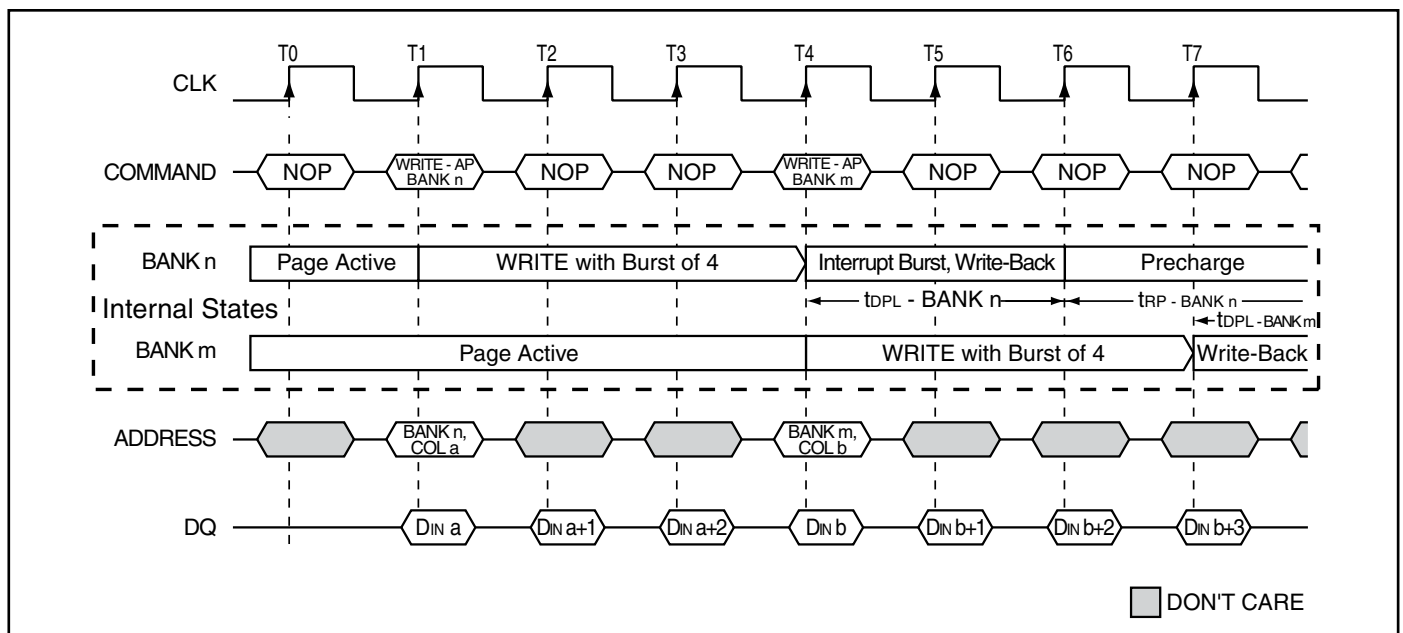 T0 T1 T2 T3 T4 T5 T6 T7
CLK
COMMAND NOP WRITE - AP BANK n NOP NOP WRITE - AP BANK m NOP NOP NOP
BANK n Page Active WRITE with Burst of 4 Interrupt Burst, Write-Back Precharge
Internal States tDPL - BANK n tRP - BANK n
tDPL - BANK m
BANK m Page Active WRITE with Burst of 4 Write-Back
ADDRESS BANK n, COL a BANK m, COL b
DQ DIN a DIN a+1 DIN a+2 DIN b DIN b+1 DIN b+2 DIN b+3
DON'T CARE